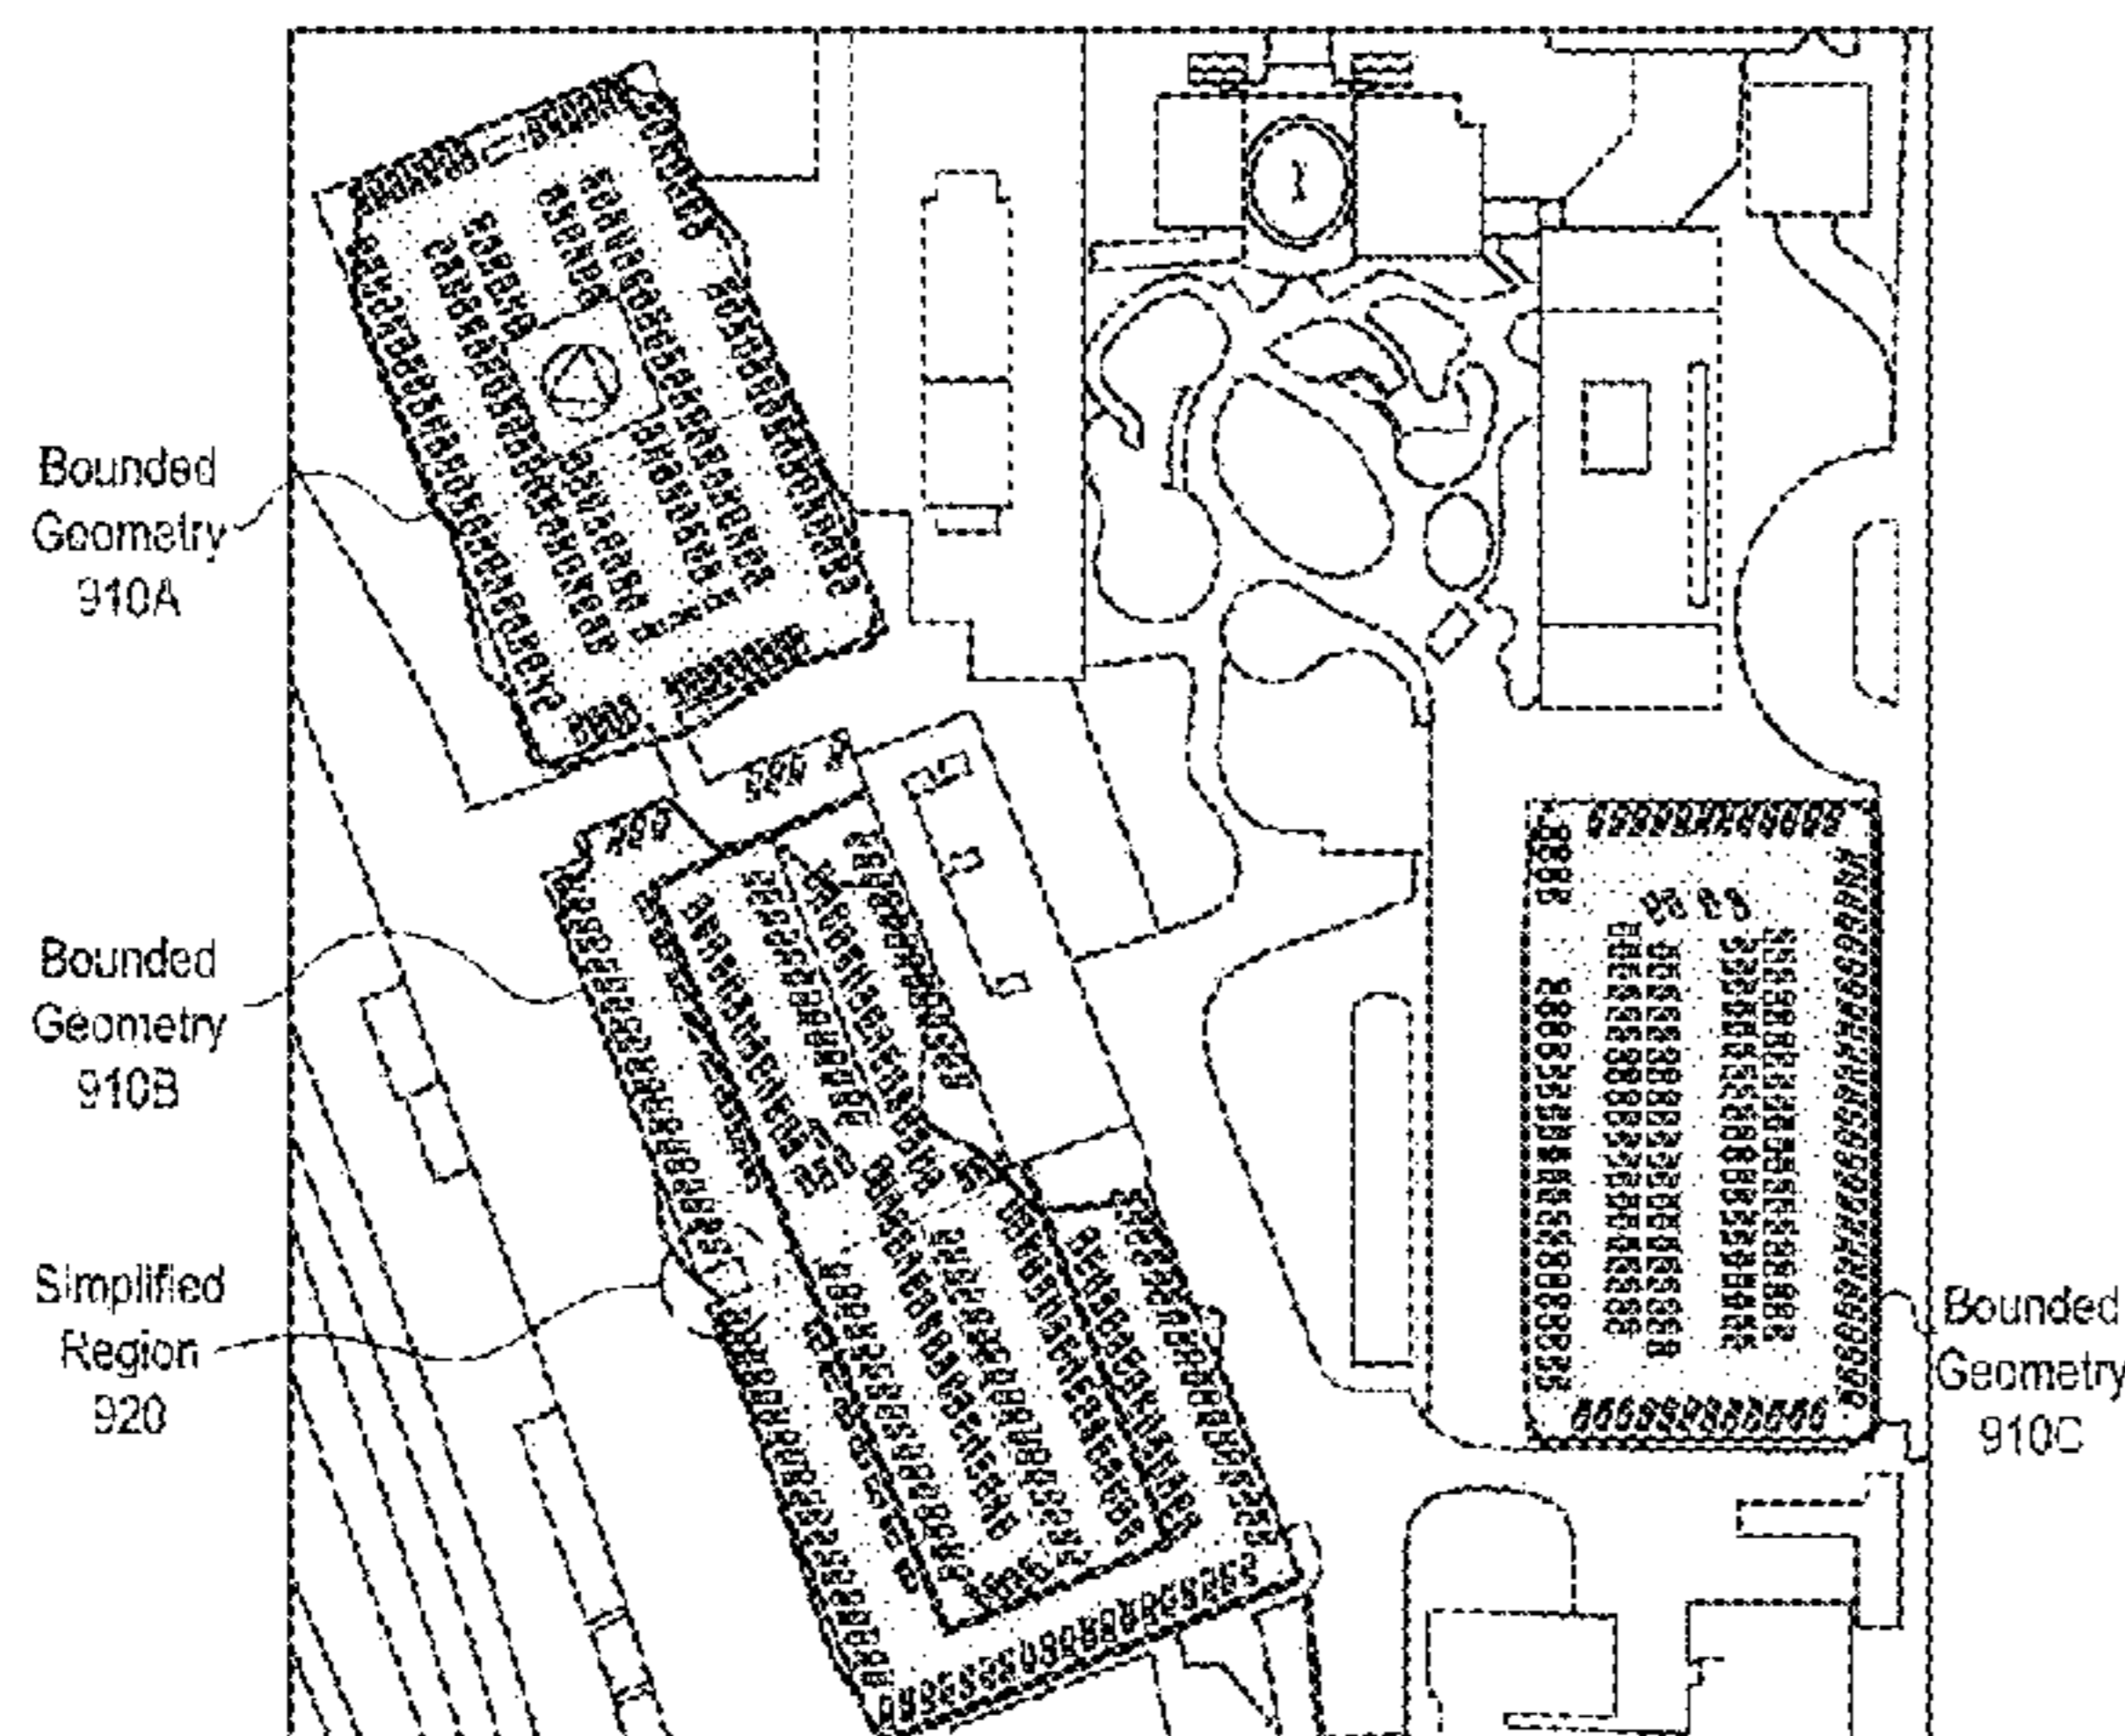 Bounded
Geometry
910A
Bounded
Geometry
910B
Simplified
Region
920
Bounded
Geometry
910C